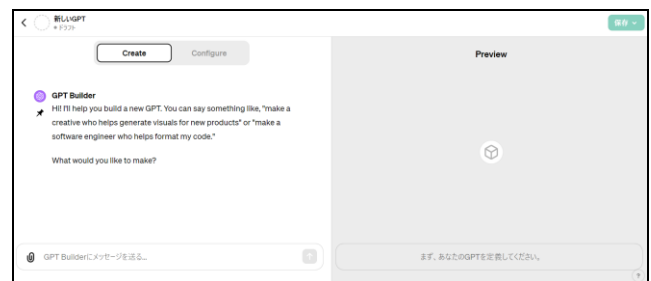 新しいGPT
• ドラフト
保存
Create
Configure
Preview
GPT Builder
Hi! I'll help you build a new GPT. You can say something like, "make a
creative who helps generate visuals for new products" or "make a
software engineer who helps format my code."
What would you like to make?
GPT Builderにメッセージを送る...
まず、あなたのGPTを定義してください。
?